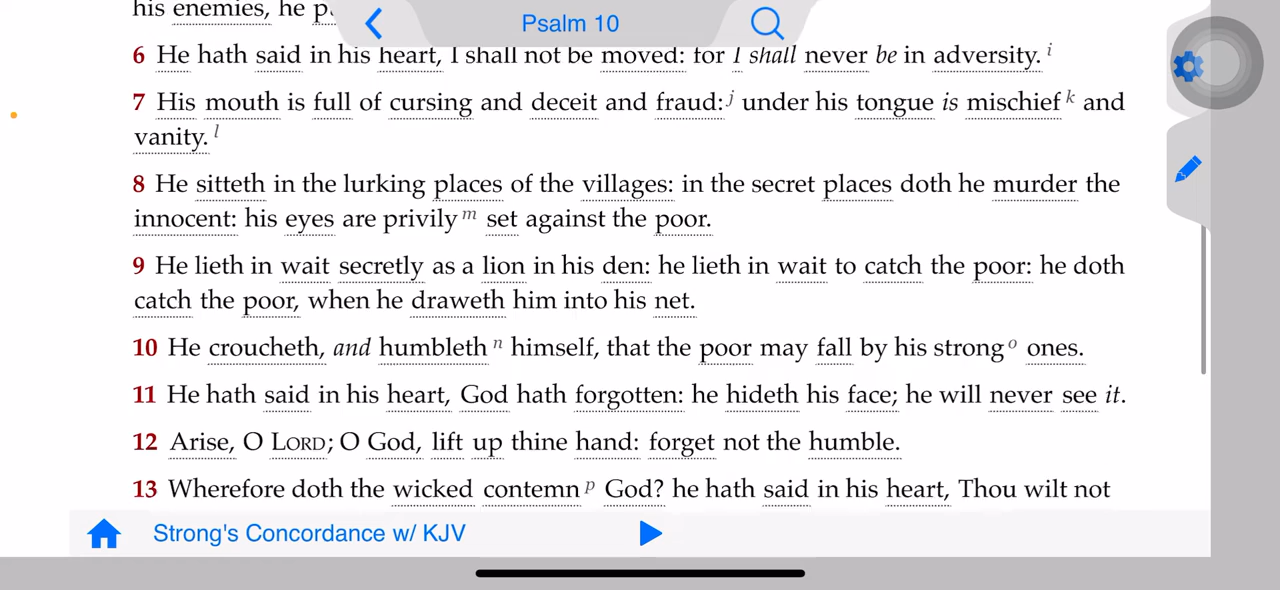 his enemies, he
Psalm 10
6 He hath said in his heart, I shall not be moved: for I shall never be in adversity. i
7 His mouth is full of cursing and deceit and fraud: j under his tongue is mischief k and
vanity. l
8 He sitteth in the lurking places of the villages: in the secret places doth he murder the
innocent: his eyes are privily m set against the poor.
9 He lieth in wait secretly as a lion in his den: he lieth in wait to catch the poor: he doth
catch the poor, when he draweth him into his net.
10 He croucheth, and humbleth n himself, that the poor may fall by his strong o ones.
11 He hath said in his heart, God hath forgotten: he hideth his face; he will never see it.
12 Arise, O LORD; O God, lift up thine hand: forget not the humble.
13 Wherefore doth the wicked contemn p God? he hath said in his heart, Thou wilt not
Strong's Concordance w/ KJV